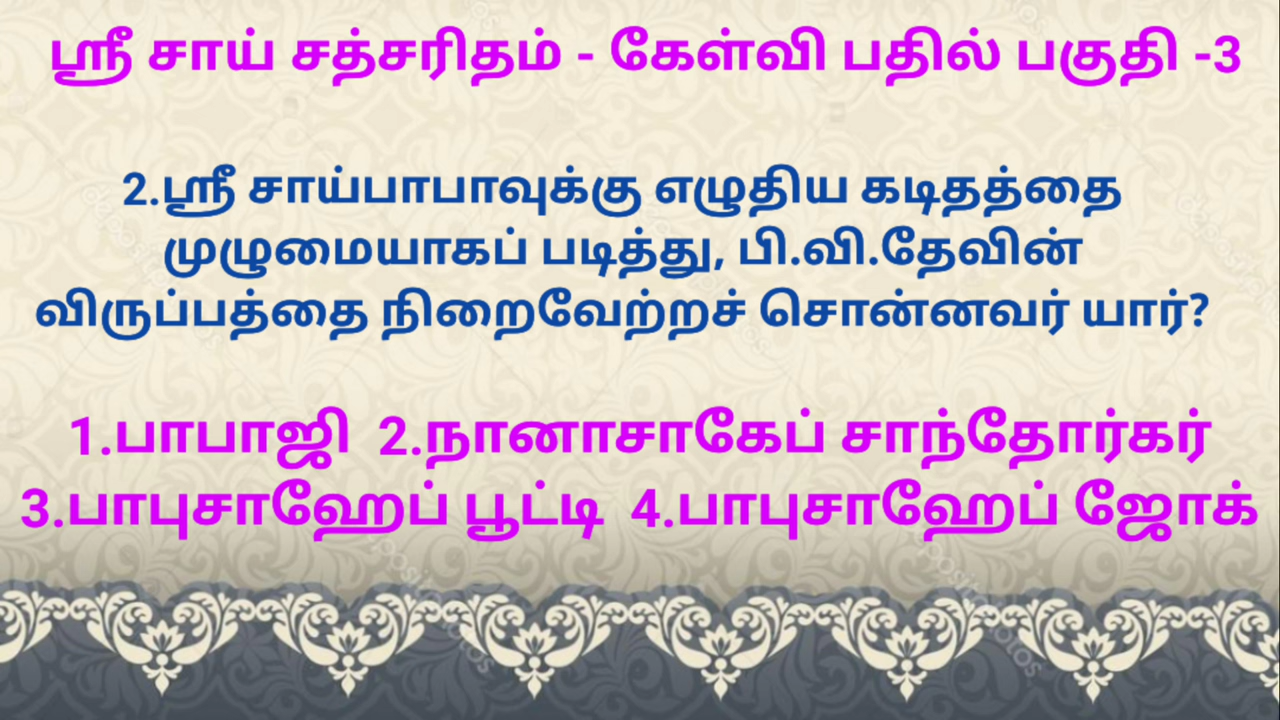 ஸ்ரீ சாய் சத்சரிதம் - கேள்வி பதில் பகுதி -3
2.ஸ்ரீ சாய்பாபாவுக்கு எழுதிய கடிதத்தை
முழுமையாகப் படித்து, பி.வி.தேவின்
விருப்பத்தை நிறைவேற்றச் சொன்னவர் யார்?
1.பாபாஜி 2.நானாசாகேப் சாந்தோர்கர்
3.பாபுசாஹேப் பூட்டி 4.பாபுசாஹேப் ஜோக்